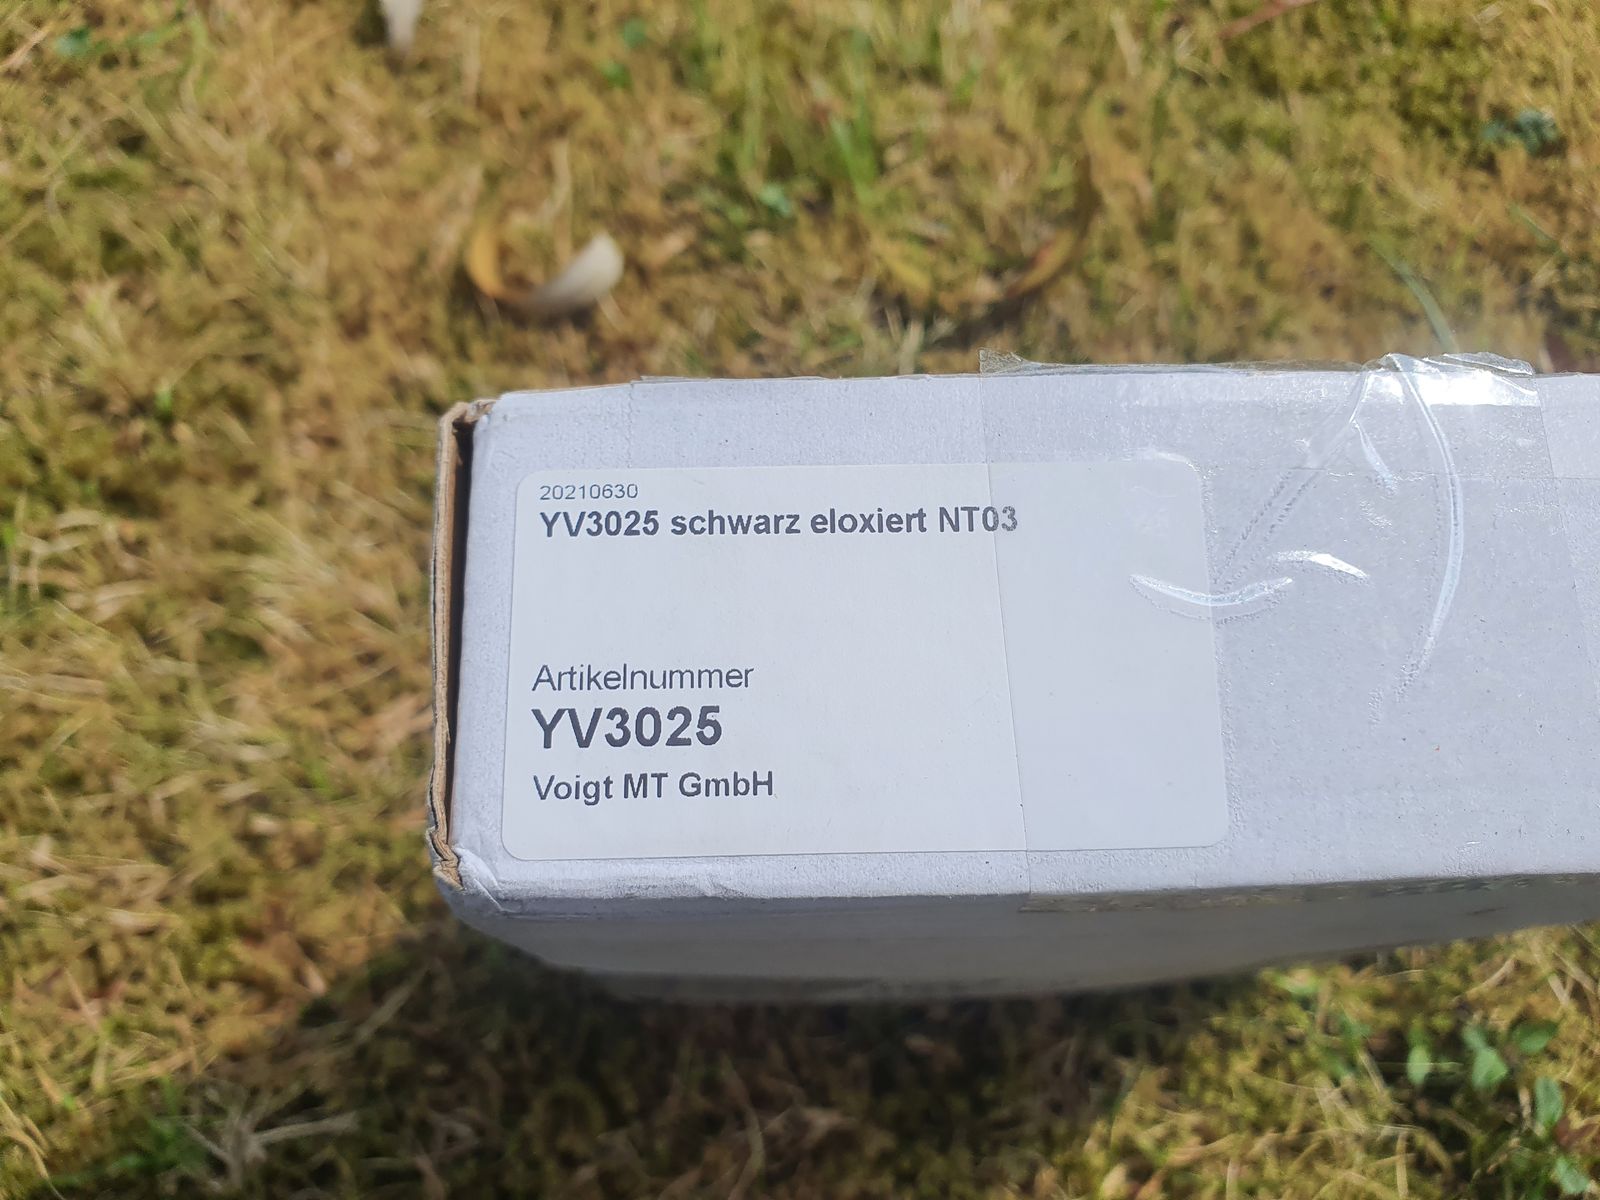 20210630
YV3025 schwarz eloxiert NT03
Artikelnummer
YV3025
Voigt MT GmbH